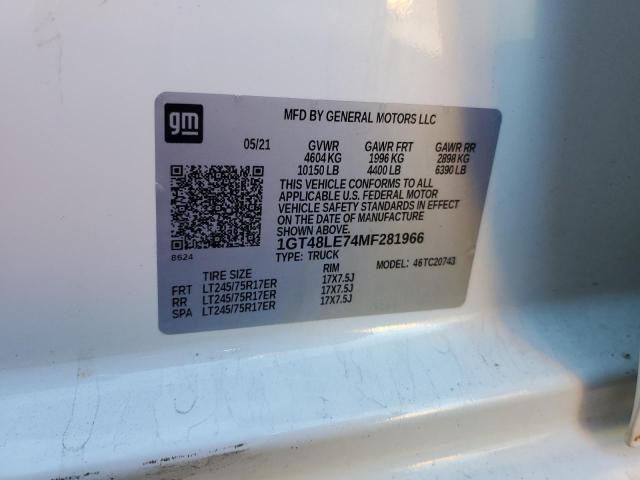 gm
MFD BY GENERAL MOTORS LLC
05/21 GVWR GAWR FRT GAWR RR
4604 KG 1996 KG 2898 KG
10150 LB 4400 LB 6390 LB
THIS VEHICLE CONFORMS TO ALL
APPLICABLE U.S. FEDERAL MOTOR
VEHICLE SAFETY STANDARDS IN EFFECT
ON THE DATE OF MANUFACTURE
SHOWN ABOVE.
8624
1GT48LE74MF281966
TYPE: TRUCK 46TC20743
TIRE SIZE RIM
FRT LT245/75R17ER 17X7.5J
RR LT245/75R17ER 17X7.5J
SPA LT245/75R17ER 17X7.5J